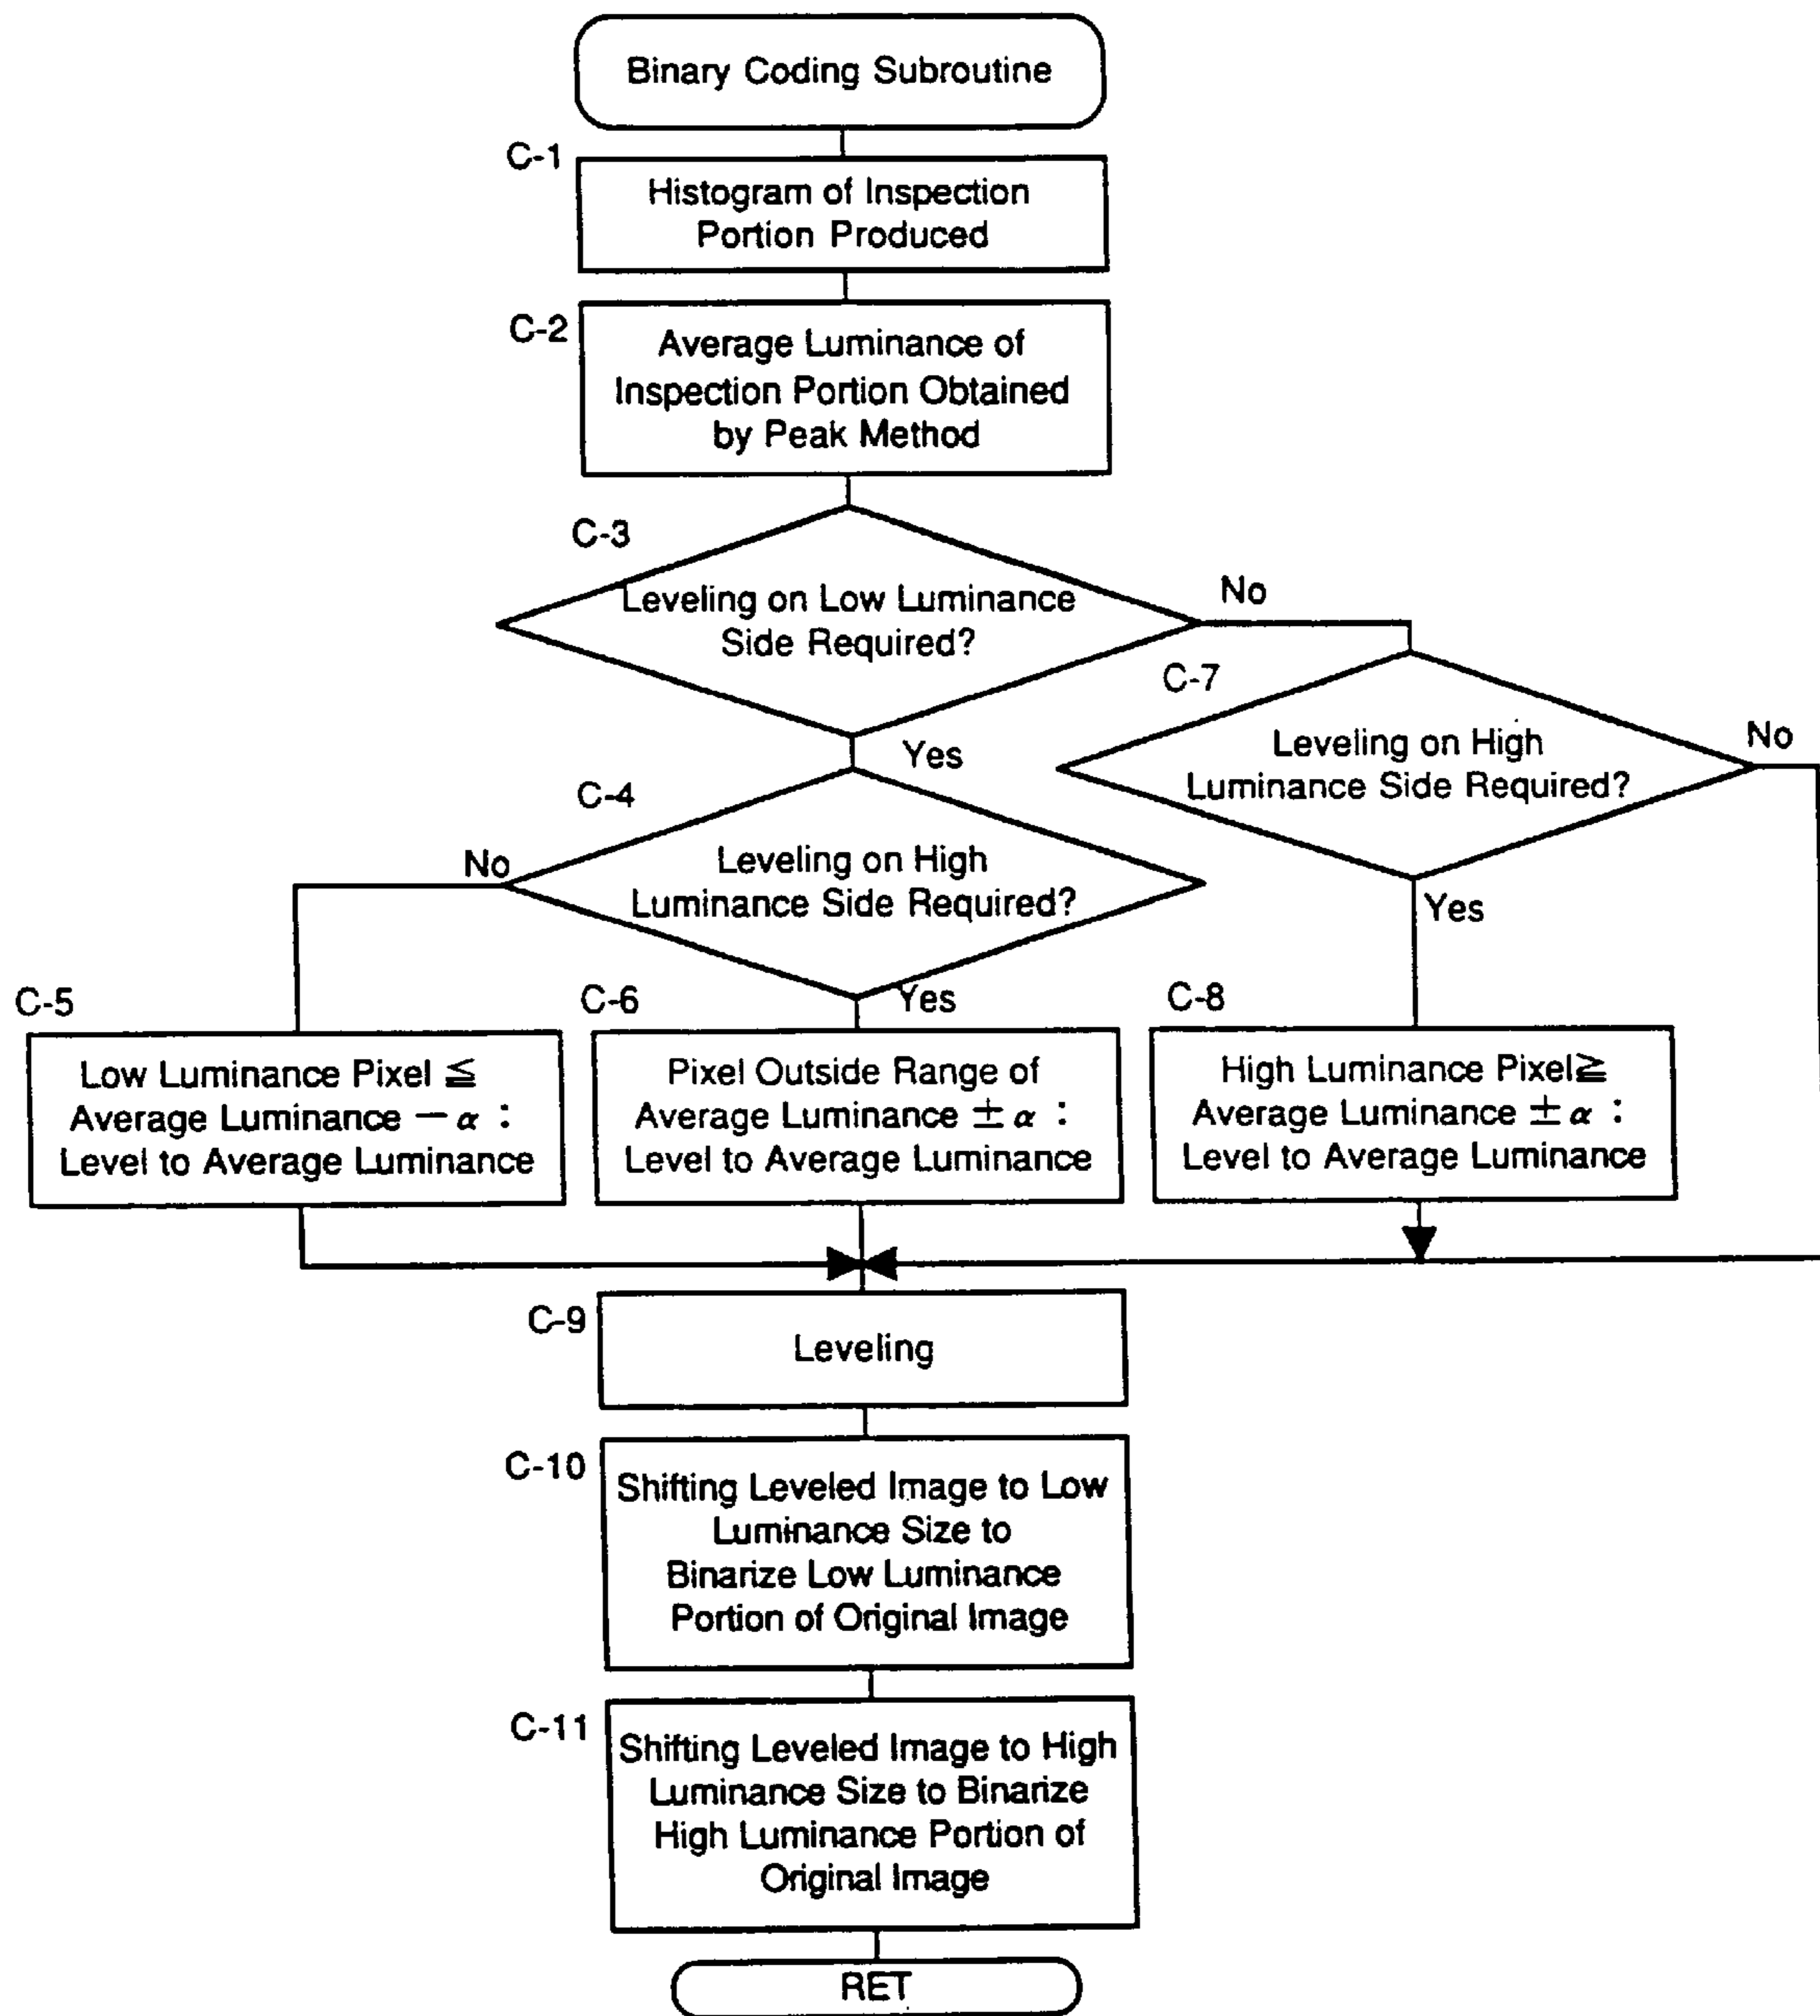 Binary Coding Subroutine
C-1
Histogram of Inspection
Portion Produced
C-2
Average Luminance of
Inspection Portion Obtained
by Peak Method
C-3
Leveling on Low Luminance
Side Required?
No
Yes
C-7
Leveling on High
Luminance Side Required?
No
Yes
C-4
Leveling on High
Luminance Side Required?
No
Yes
C-5
Low Luminance Pixel ≦
Average Luminance － α :
Level to Average Luminance
C-6
Pixel Outside Range of
Average Luminance ± α :
Level to Average Luminance
C-8
High Luminance Pixel≧
Average Luminance ± α :
Level to Average Luminance
C-9
Leveling
C-10
Shifting Leveled Image to Low
Luminance Size to
Binarize Low Luminance
Portion of Original Image
C-11
Shifting Leveled Image to High
Luminance Size to Binarize
High Luminance Portion of
Original Image
RET